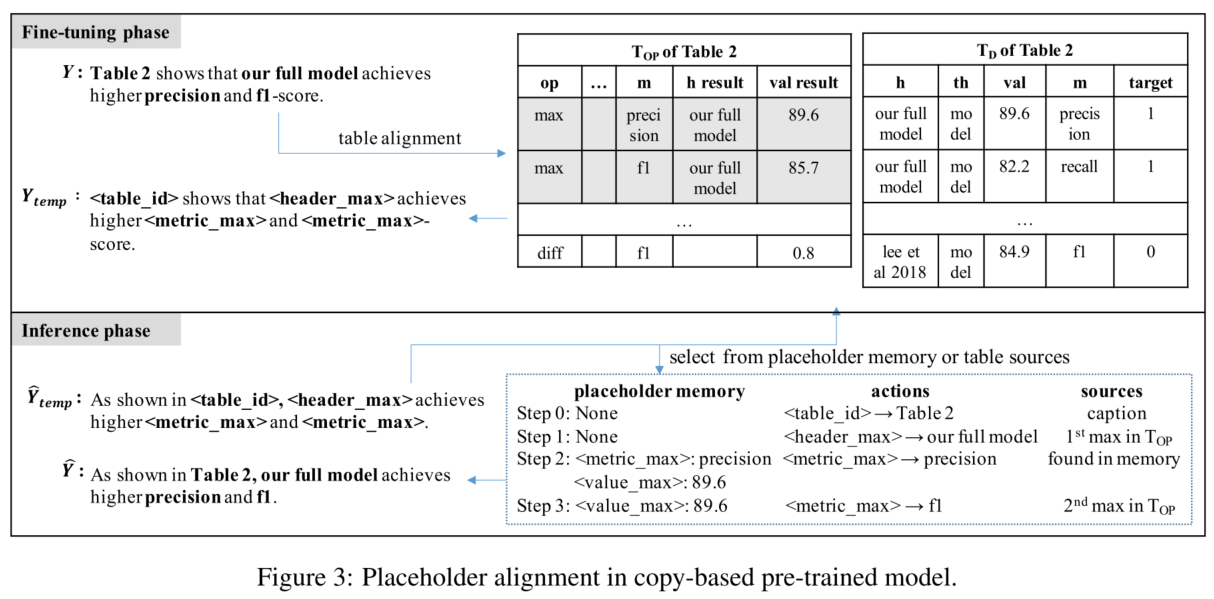 Fine-tuning phase
Y : Table 2 shows that our full model achieves
higher precision and f1-score.
table alignment
Y_temp : <table_id> shows that <header_max> achieves
higher <metric_max> and <metric_max>-
score.
T_OP of Table 2
op ... m h result val result
max preci sion our full model 89.6
max f1 our full model 85.7
...
diff f1 0.8
T_D of Table 2
h th val m target
our full model mo del 89.6 precis ion 1
our full model mo del 82.2 recall 1
...
lee et al 2018 mo del 84.9 f1 0
Inference phase
select from placeholder memory or table sources
Ŷ_temp : As shown in <table_id>, <header_max> achieves
higher <metric_max> and <metric_max>.
Ŷ : As shown in Table 2, our full model achieves
higher precision and f1.
placeholder memory actions sources
Step 0: None <table_id> → Table 2 caption
Step 1: None <header_max> → our full model 1st max in T_OP
Step 2: <metric_max>: precision <metric_max> → precision found in memory
<value_max>: 89.6
Step 3: <value_max>: 89.6 <metric_max> → f1 2nd max in T_OP
Figure 3: Placeholder alignment in copy-based pre-trained model.